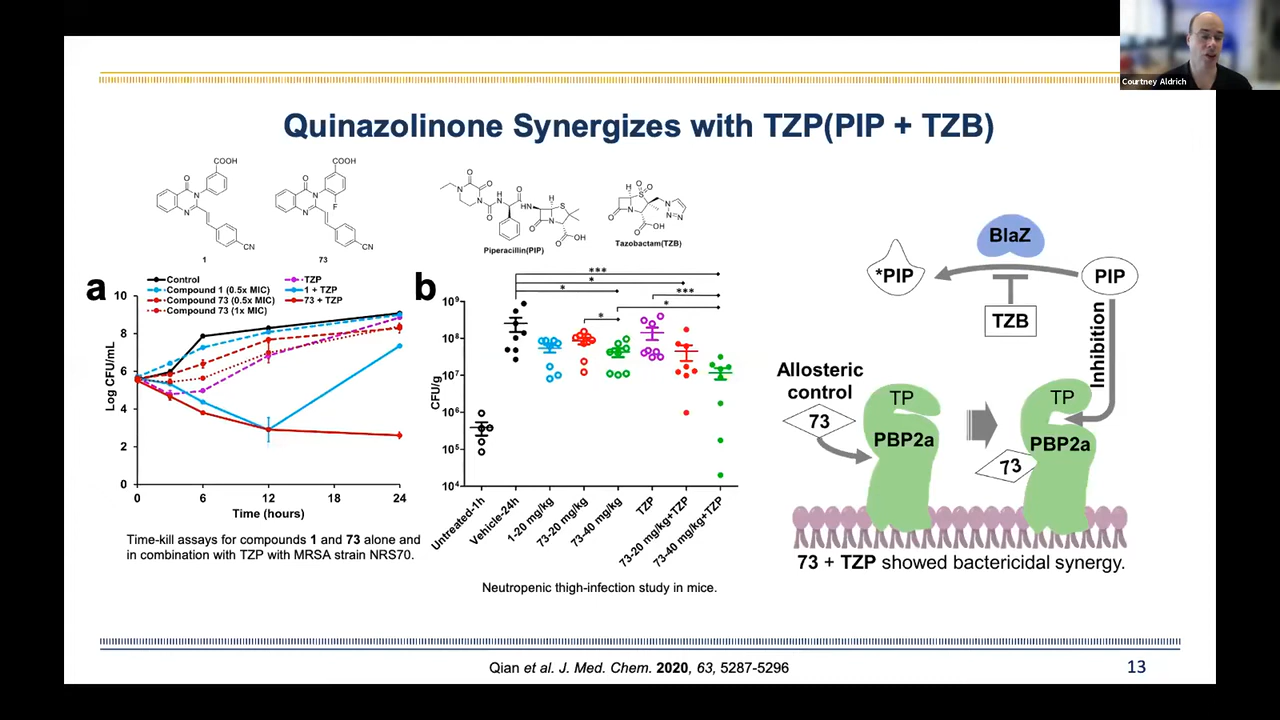 Courtney Aldrich
Quinazolinone Synergizes with TZP(PIP + TZB)
COOH
O
N
N
CN
1
COOH
O
N
N
F
CN
73
O
O
N
N
N
H
O
O
HN
H
S
N
O
O
OH
Piperacillin(PIP)
H
O
O
S
N
O
N
N
N
O
OH
Tazobactam(TZB)
a
Control
Compound 1 (0.5x MIC)
Compound 73 (0.5x MIC)
Compound 73 (1x MIC)
TZP
1 + TZP
73 + TZP
Log CFU/mL
10
8
6
4
2
0
0
6
12
18
24
Time (hours)
Time-kill assays for compounds 1 and 73 alone and
in combination with TZP with MRSA strain NRS70.
b
***
*
*
***
*
*
CFU/g
10⁹
10⁸
10⁷
10⁶
10⁵
10⁴
Untreated-1h
Vehicle-24h
1-20 mg/kg
73-20 mg/kg
73-40 mg/kg
TZP
73-20 mg/kg+TZP
73-40 mg/kg+TZP
Neutropenic thigh-infection study in mice.
BlaZ
*PIP
PIP
TZB
Inhibition
Allosteric
control
73
TP
PBP2a
TP
PBP2a
73
73 + TZP showed bactericidal synergy.
Qian et al. J. Med. Chem. 2020, 63, 5287-5296
13